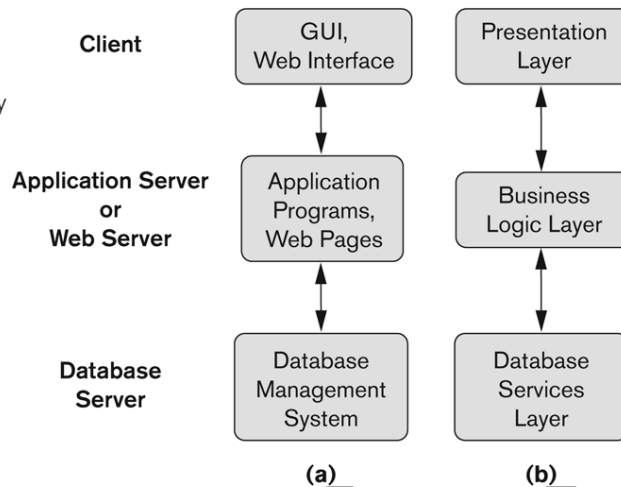 Client
GUI,
Web Interface
Presentation
Layer
y
Application Server
or
Web Server
Application
Programs,
Web Pages
Business
Logic Layer
Database
Server
Database
Management
System
Database
Services
Layer
(a)
(b)